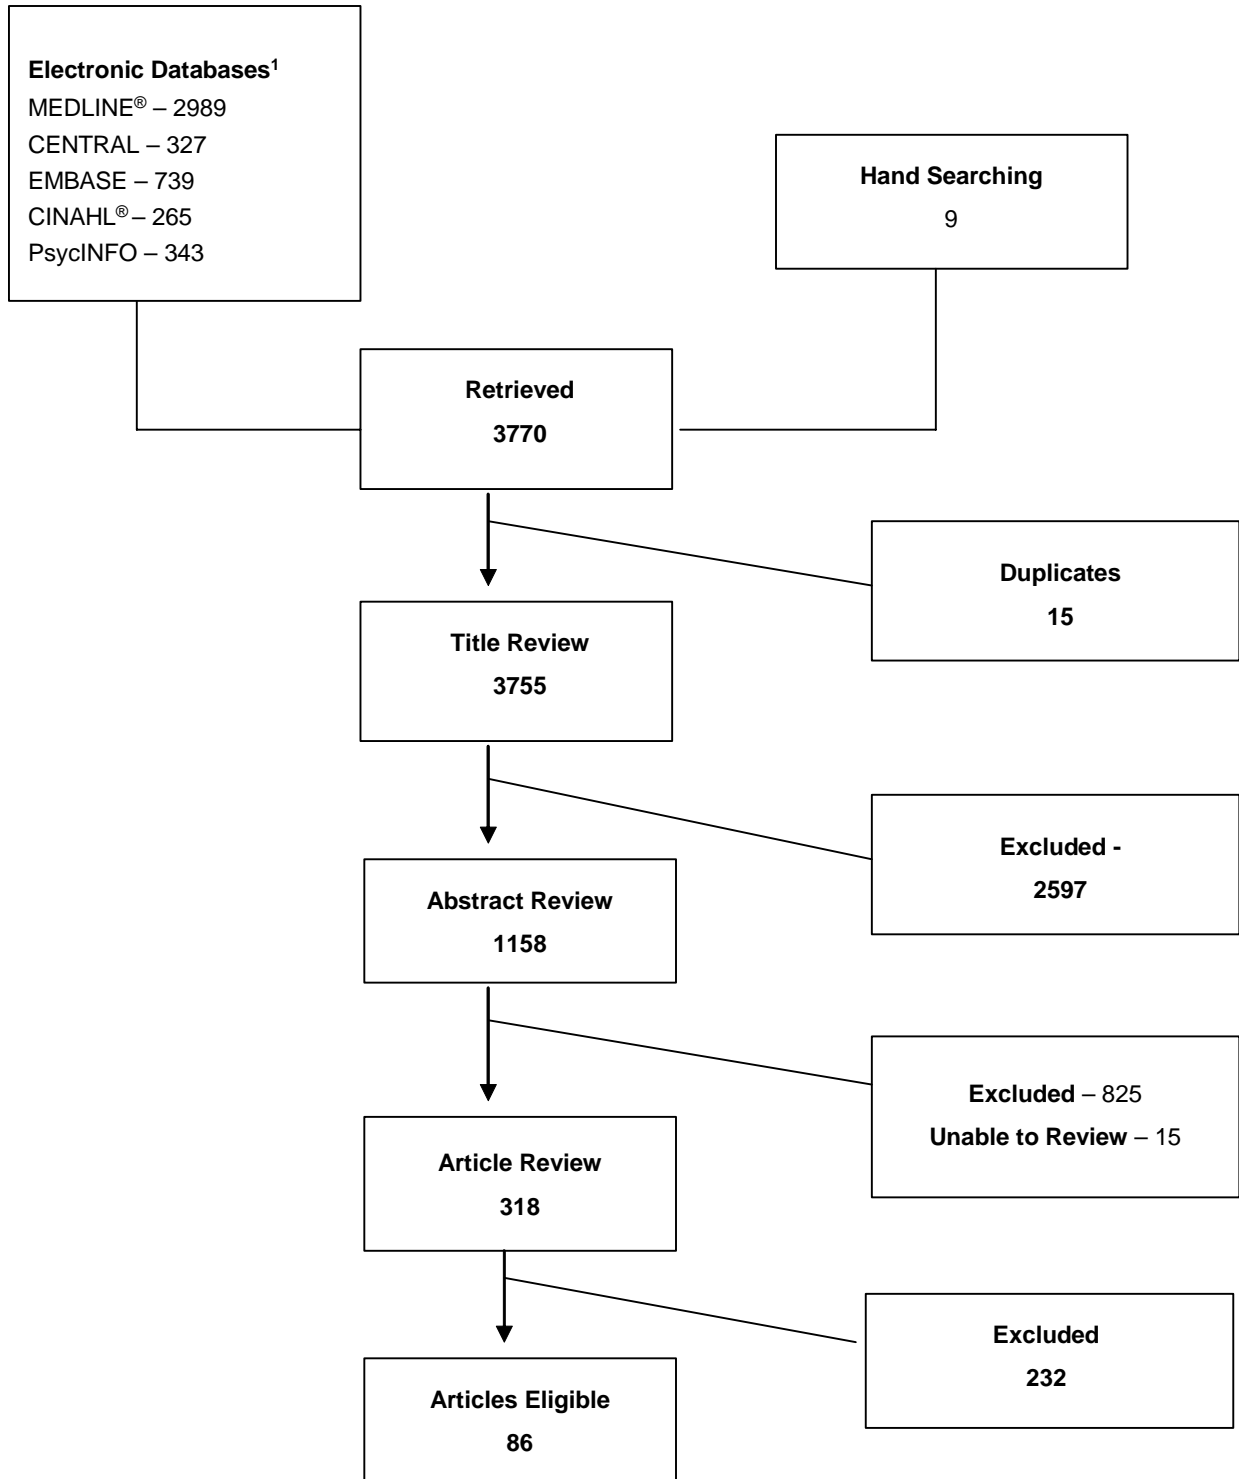 Electronic Databases¹
MEDLINE® – 2989
CENTRAL – 327
EMBASE – 739
CINAHL® – 265
PsycINFO – 343
Hand Searching
9
Retrieved
3770
Duplicates
15
Title Review
3755
Excluded -
2597
Abstract Review
1158
Excluded – 825
Unable to Review – 15
Article Review
318
Excluded
232
Articles Eligible
86